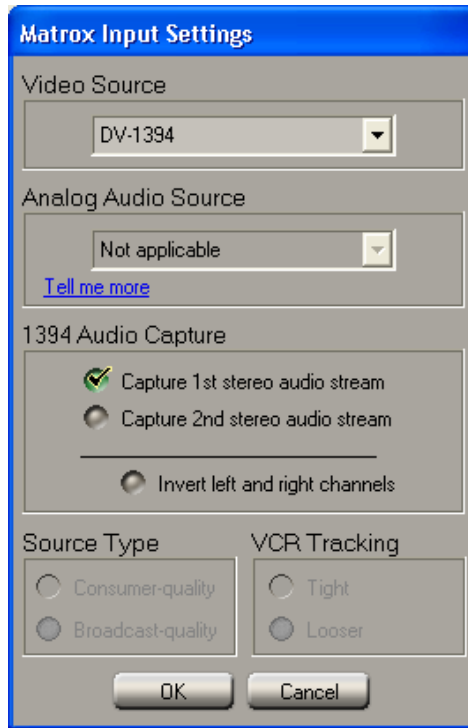 Matrox Input Settings
Video Source
DV-1394
Analog Audio Source
Not applicable
Tell me more
1394 Audio Capture
Capture 1st stereo audio stream
Capture 2nd stereo audio stream
Invert left and right channels
Source Type
VCR Tracking
Consumer-quality
Tight
Broadcast-quality
Looser
OK
Cancel